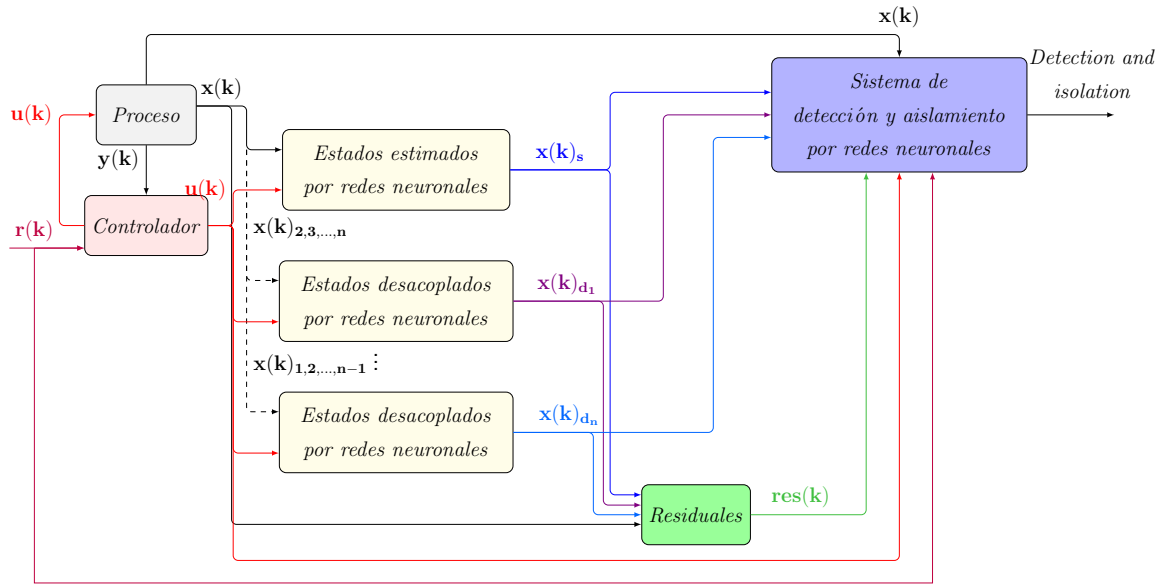 x(k)
Detection and
isolation
Sistema de
detección y aislamiento
por redes neuronales
x(k)
u(k)
Proceso
y(k)
Estados estimados
por redes neuronales
x(k)s
u(k)
Controlador
r(k)
x(k)2,3,...,n
Estados desacoplados
por redes neuronales
x(k)d1
x(k)1,2,...,n−1 ⋮
Estados desacoplados
por redes neuronales
x(k)dn
Residuales
res(k)